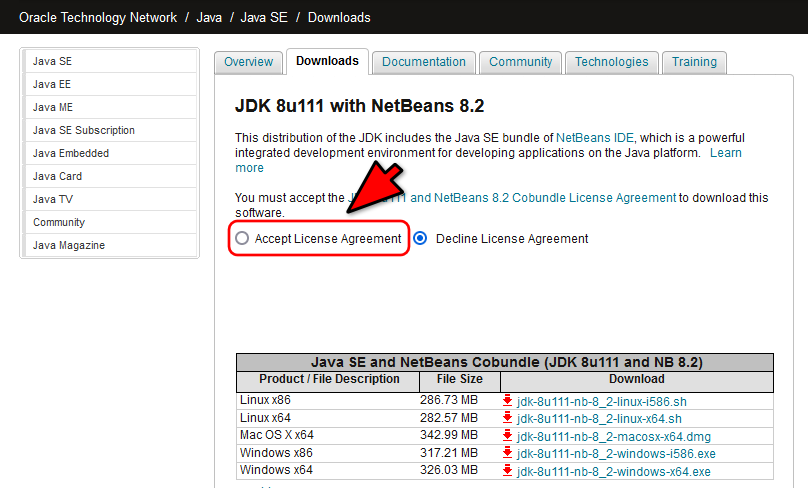 Oracle Technology Network / Java / Java SE / Downloads
Java SE
Java EE
Java ME
Java SE Subscription
Java Embedded
Java Card
Java TV
Community
Java Magazine
Overview Downloads Documentation Community Technologies Training
JDK 8u111 with NetBeans 8.2
This distribution of the JDK includes the Java SE bundle of NetBeans IDE, which is a powerful
integrated development environment for developing applications on the Java platform. Learn
more
You must accept the and NetBeans 8.2 Cobundle License Agreement to download this
software.
Accept License Agreement Decline License Agreement
Java SE and NetBeans Cobundle (JDK 8u111 and NB 8.2)
Product / File Description File Size Download
Linux x86 286.73 MB jdk-8u111-nb-8_2-linux-i586.sh
Linux x64 282.57 MB jdk-8u111-nb-8_2-linux-x64.sh
Mac OS X x64 342.99 MB jdk-8u111-nb-8_2-macosx-x64.dmg
Windows x86 317.21 MB jdk-8u111-nb-8_2-windows-i586.exe
Windows x64 326.03 MB jdk-8u111-nb-8_2-windows-x64.exe